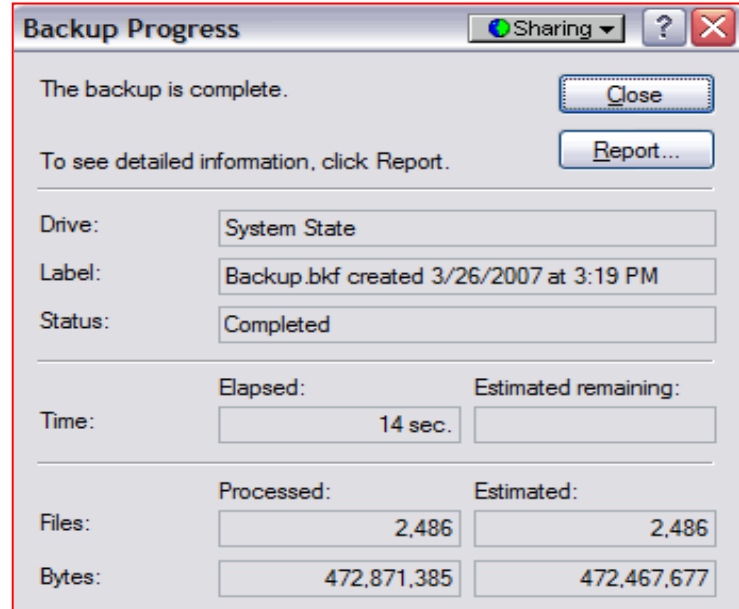 Backup Progress Sharing ?
The backup is complete. Close
To see detailed information, click Report. Report...
Drive: System State
Label: Backup.bkf created 3/26/2007 at 3:19 PM
Status: Completed
Elapsed: Estimated remaining:
Time: 14 sec.
Processed: Estimated:
Files: 2,486 2,486
Bytes: 472,871,385 472,467,677